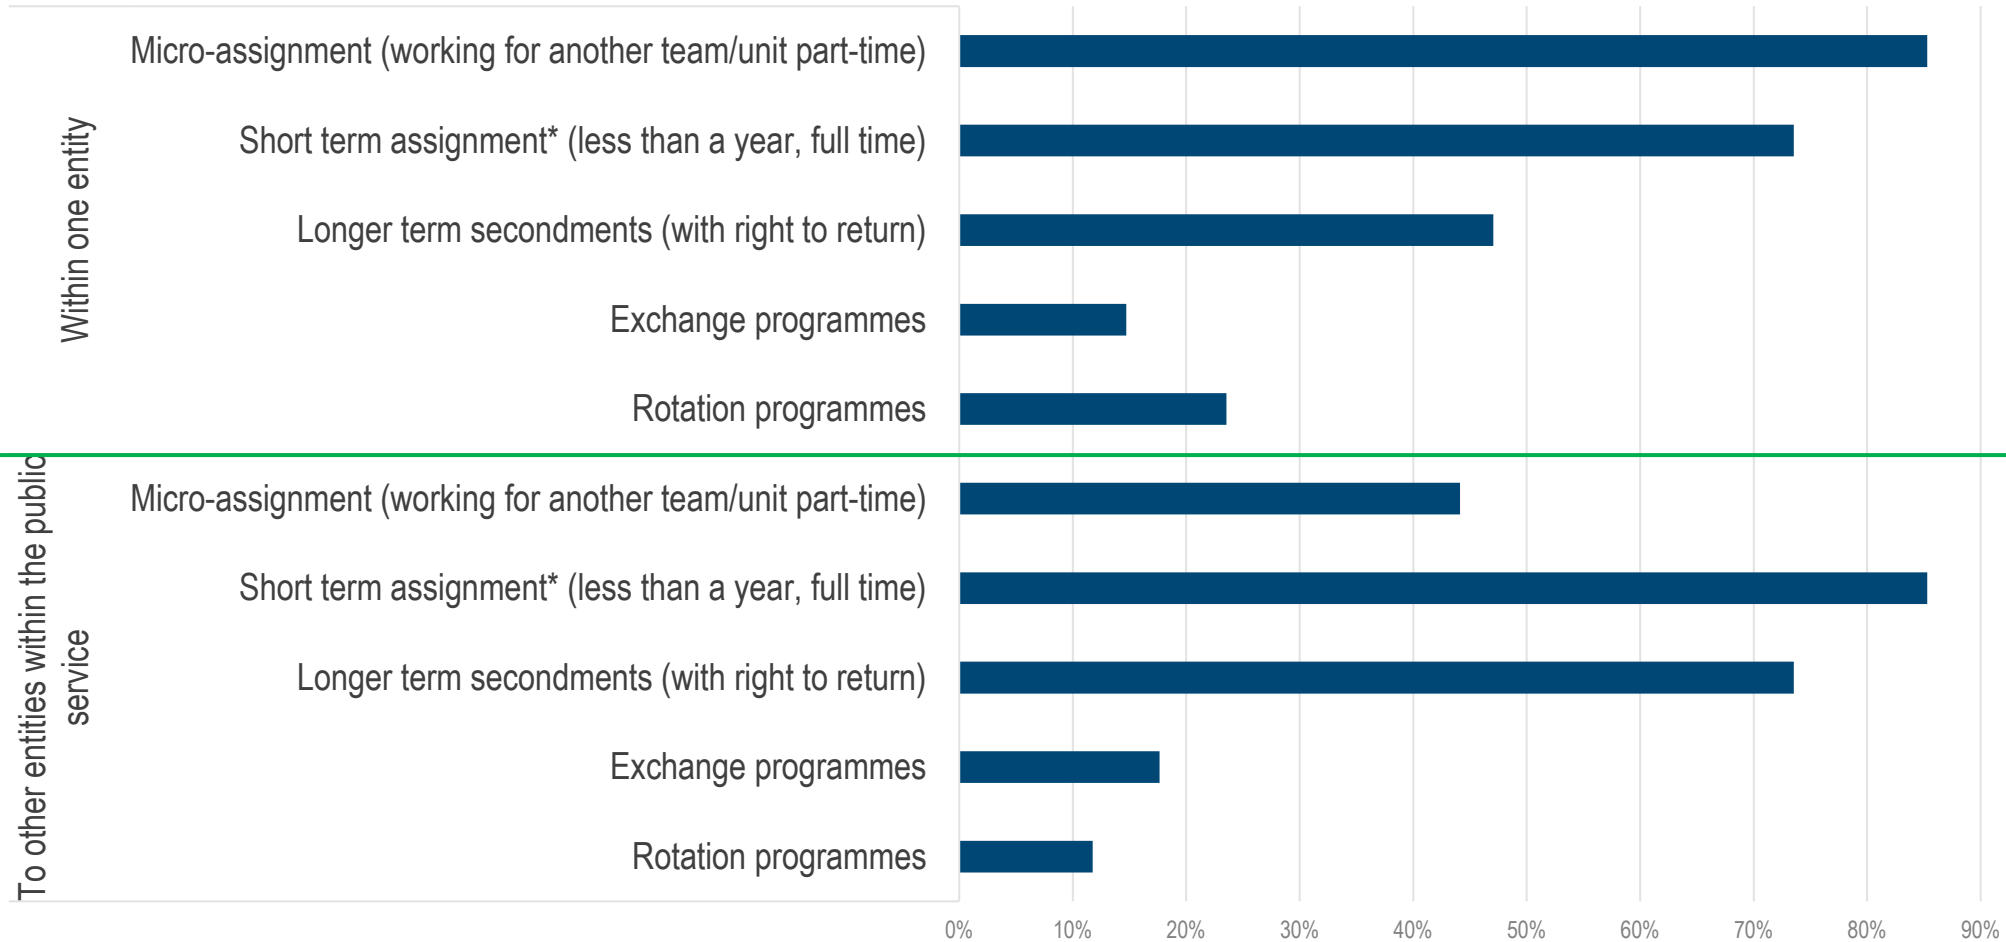 Within one entity
Micro-assignment (working for another team/unit part-time)
Short term assignment* (less than a year, full time)
Longer term secondments (with right to return)
Exchange programmes
Rotation programmes
To other entities within the public
service
Micro-assignment (working for another team/unit part-time)
Short term assignment* (less than a year, full time)
Longer term secondments (with right to return)
Exchange programmes
Rotation programmes
0% 10% 20% 30% 40% 50% 60% 70% 80% 90%